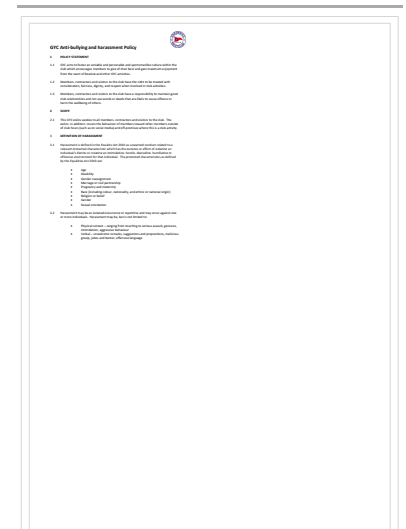 GYC Anti-bullying and harassment Policy
1 POLICY STATEMENT
1.1 GYC aims to foster an amiable and personable and sportsmanlike culture within the
club which encourages members to give of their best and gain maximum enjoyment
from the event of and other GYC activities.
1.2 Members, contractors and visitors to the club have the right to be treated with
consideration, fairness, dignity, and respect when involved in club activities.
1.3 Members, contractors and visitors to the club have a responsibility to maintain good
club relationships and not use words or deeds that are likely to cause offence or
harm the wellbeing of others.
2 SCOPE
2.1 This GYC policy applies to all members, contractors and visitors to the club. The
policy, in addition, covers the behaviour of members toward other members outside
of club hours (such as on social media) and off premises where this is a club activity.
3 DEFINITION OF HARASSMENT
3.1 Harassment is defined in the Equality Act 2010 as unwanted conduct related to a
relevant protected characteristic which has the purpose or effect of violating an
individual's dignity or creating an intimidating, hostile, degrading, humiliating or
offensive environment for that individual. The protected characteristics as defined
by the Equalities Act 2010 are:
• Age
• Disability
• Gender reassignment
• Marriage or civil partnership
• Pregnancy and maternity
• Race (including colour, nationality, and ethnic or national origin)
• Religion or belief
• Gender
• Sexual orientation
3.2 Harassment may be an isolated occurrence or repetitive and may occur against one
or more individuals. Harassment may be, but is not limited to:
• Physical contact – ranging from touching to serious assault, gestures,
intimidation, aggressive behaviour
• Verbal – unwelcome remarks, suggestions and propositions, malicious
gossip, jokes and banter, offensive language